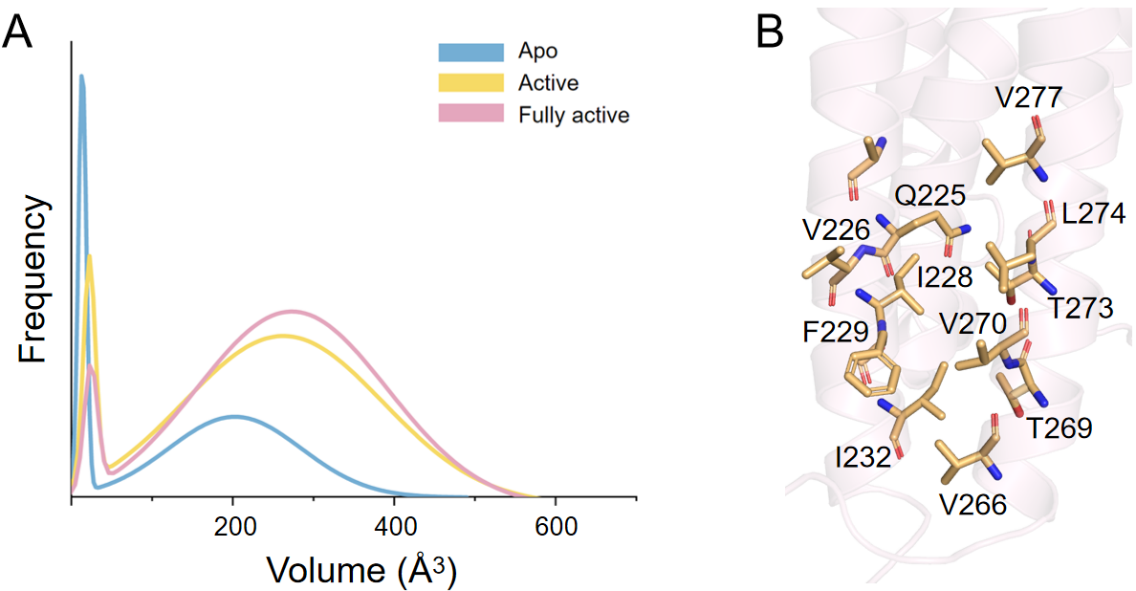 A
Apo
Active
Fully active
Frequency
200
400
600
Volume (Å³)
B
V277
Q225
L274
V226
I228
T273
F229
V270
T269
I232
V266